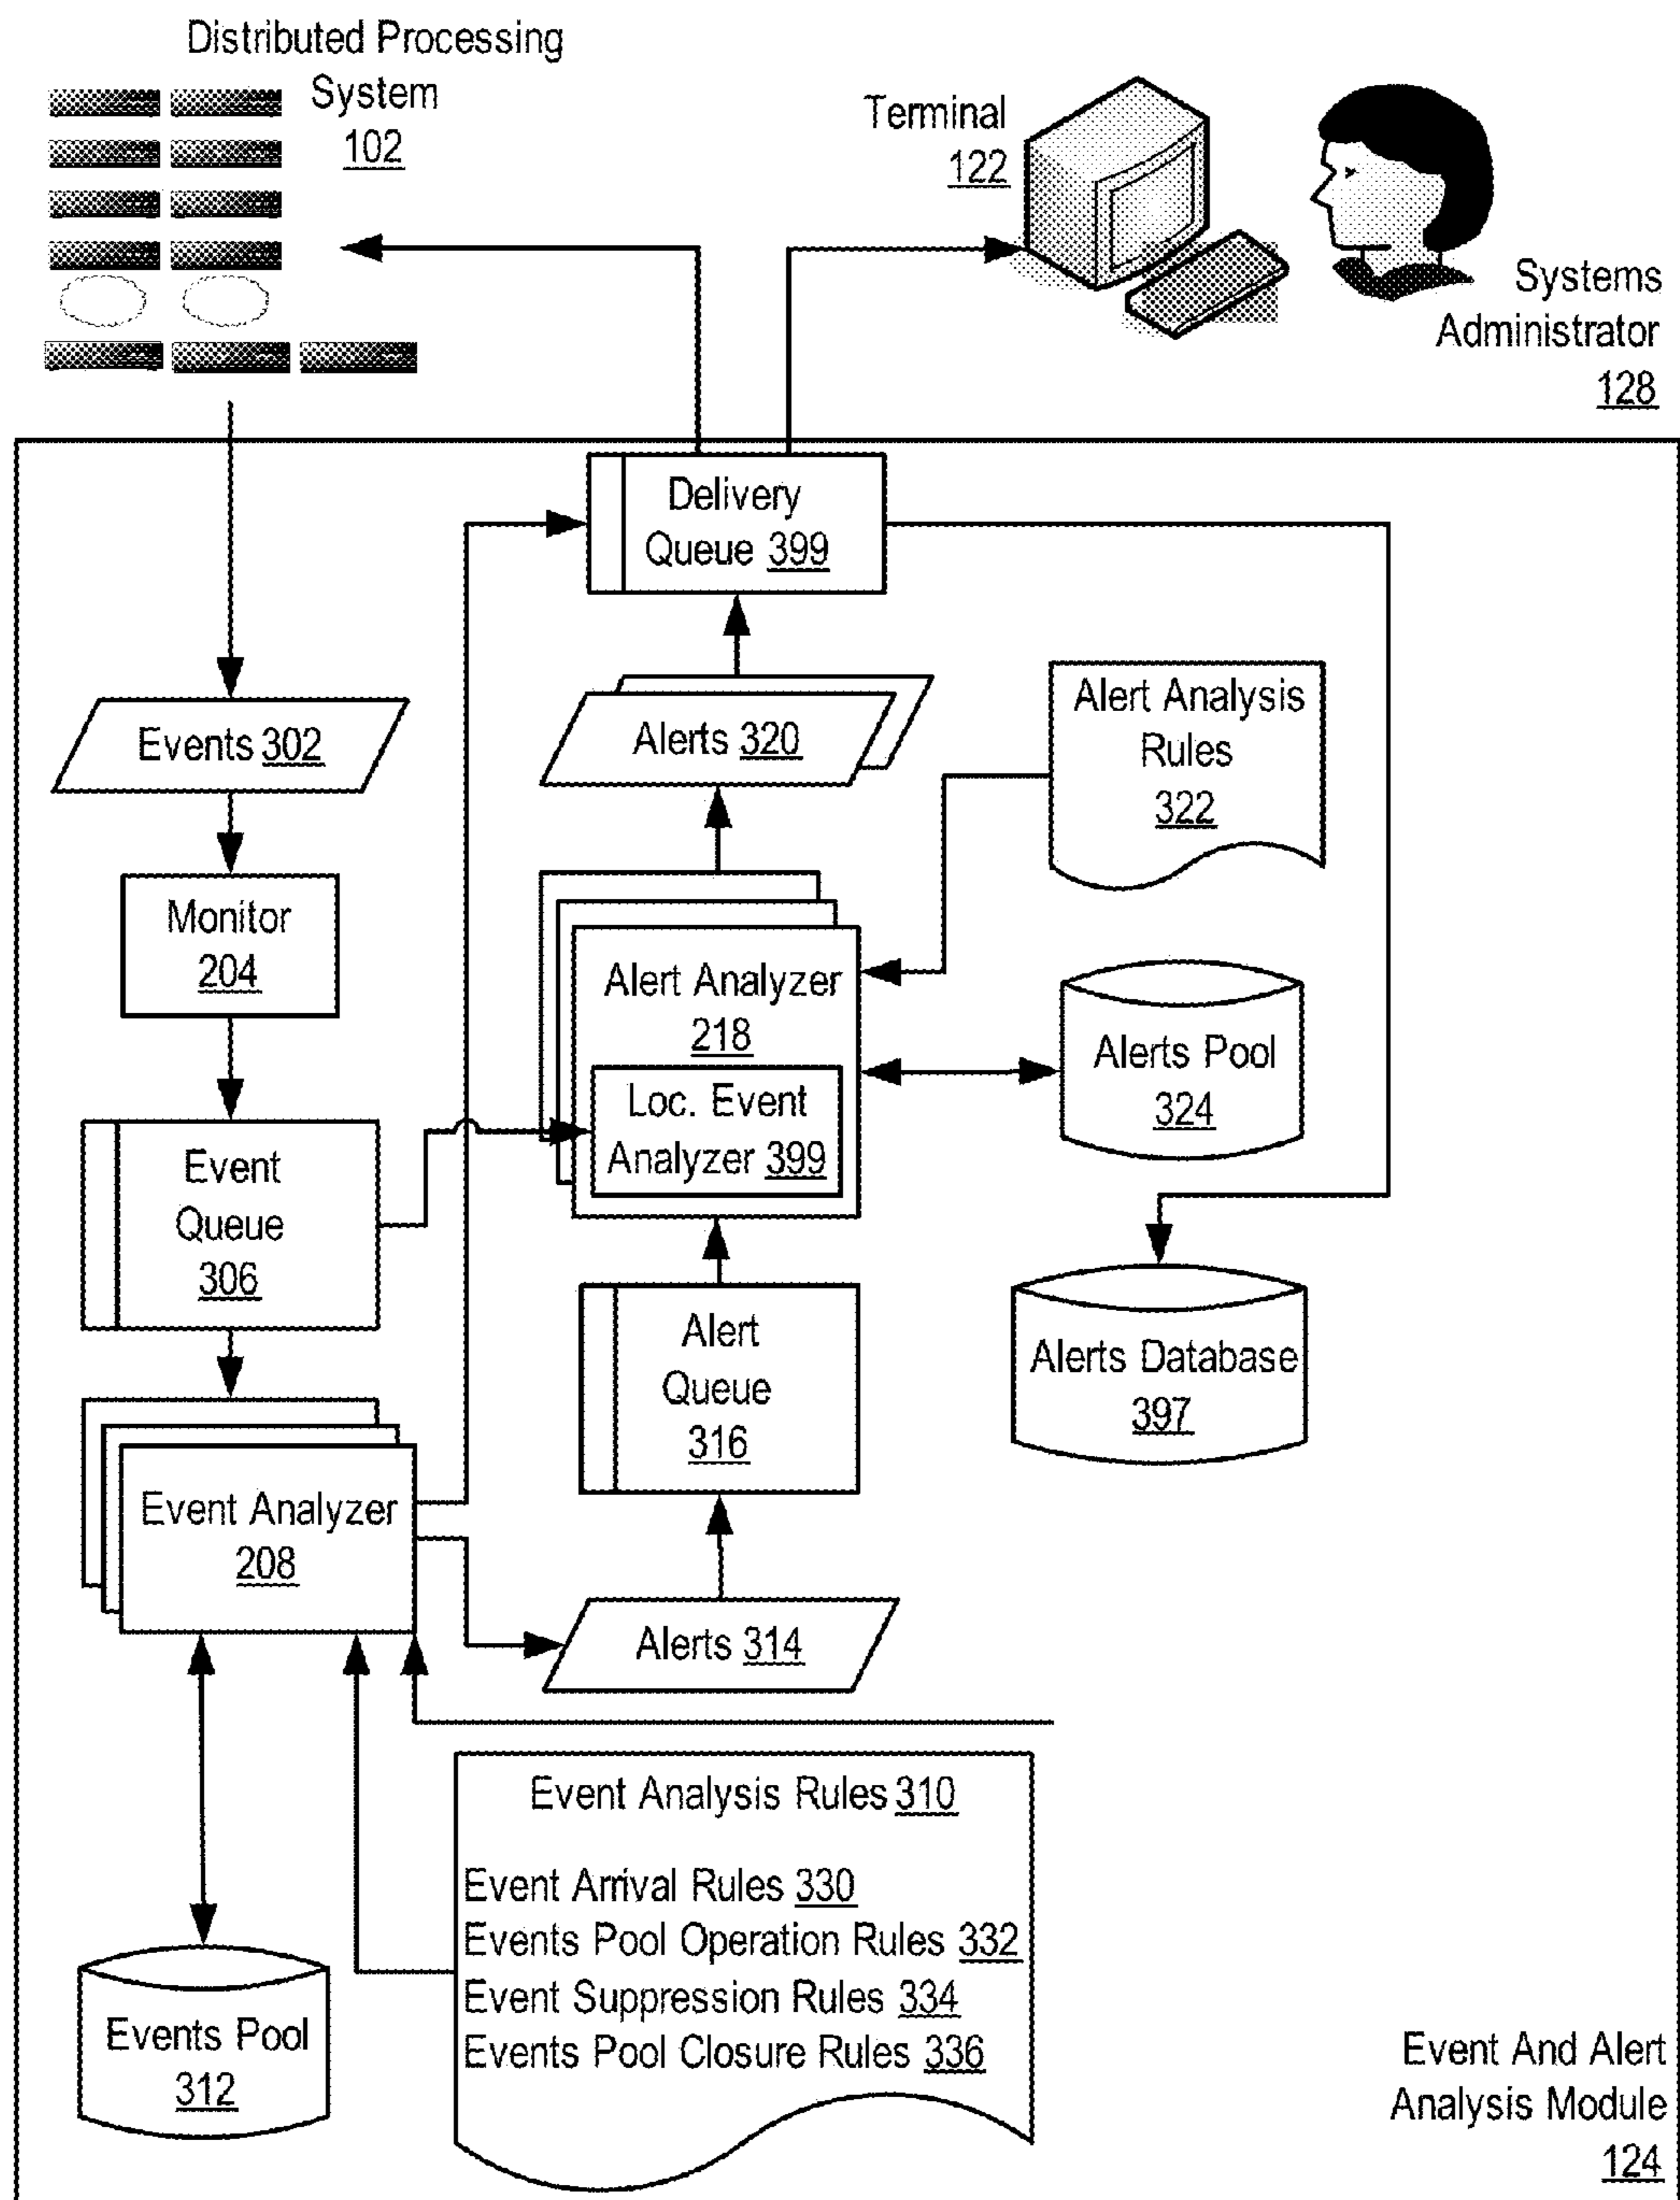 Distributed Processing
System
102
Terminal
122
Systems
Administrator
128
Delivery
Queue 399
Events 302
Alerts 320
Alert Analysis
Rules
322
Monitor
204
Alert Analyzer
218
Loc. Event
Analyzer 399
Alerts Pool
324
Event
Queue
306
Alert
Queue
316
Alerts Database
397
Event Analyzer
208
Alerts 314
Event Analysis Rules 310
Event Arrival Rules 330
Events Pool Operation Rules 332
Event Suppression Rules 334
Events Pool Closure Rules 336
Events Pool
312
Event And Alert
Analysis Module
124